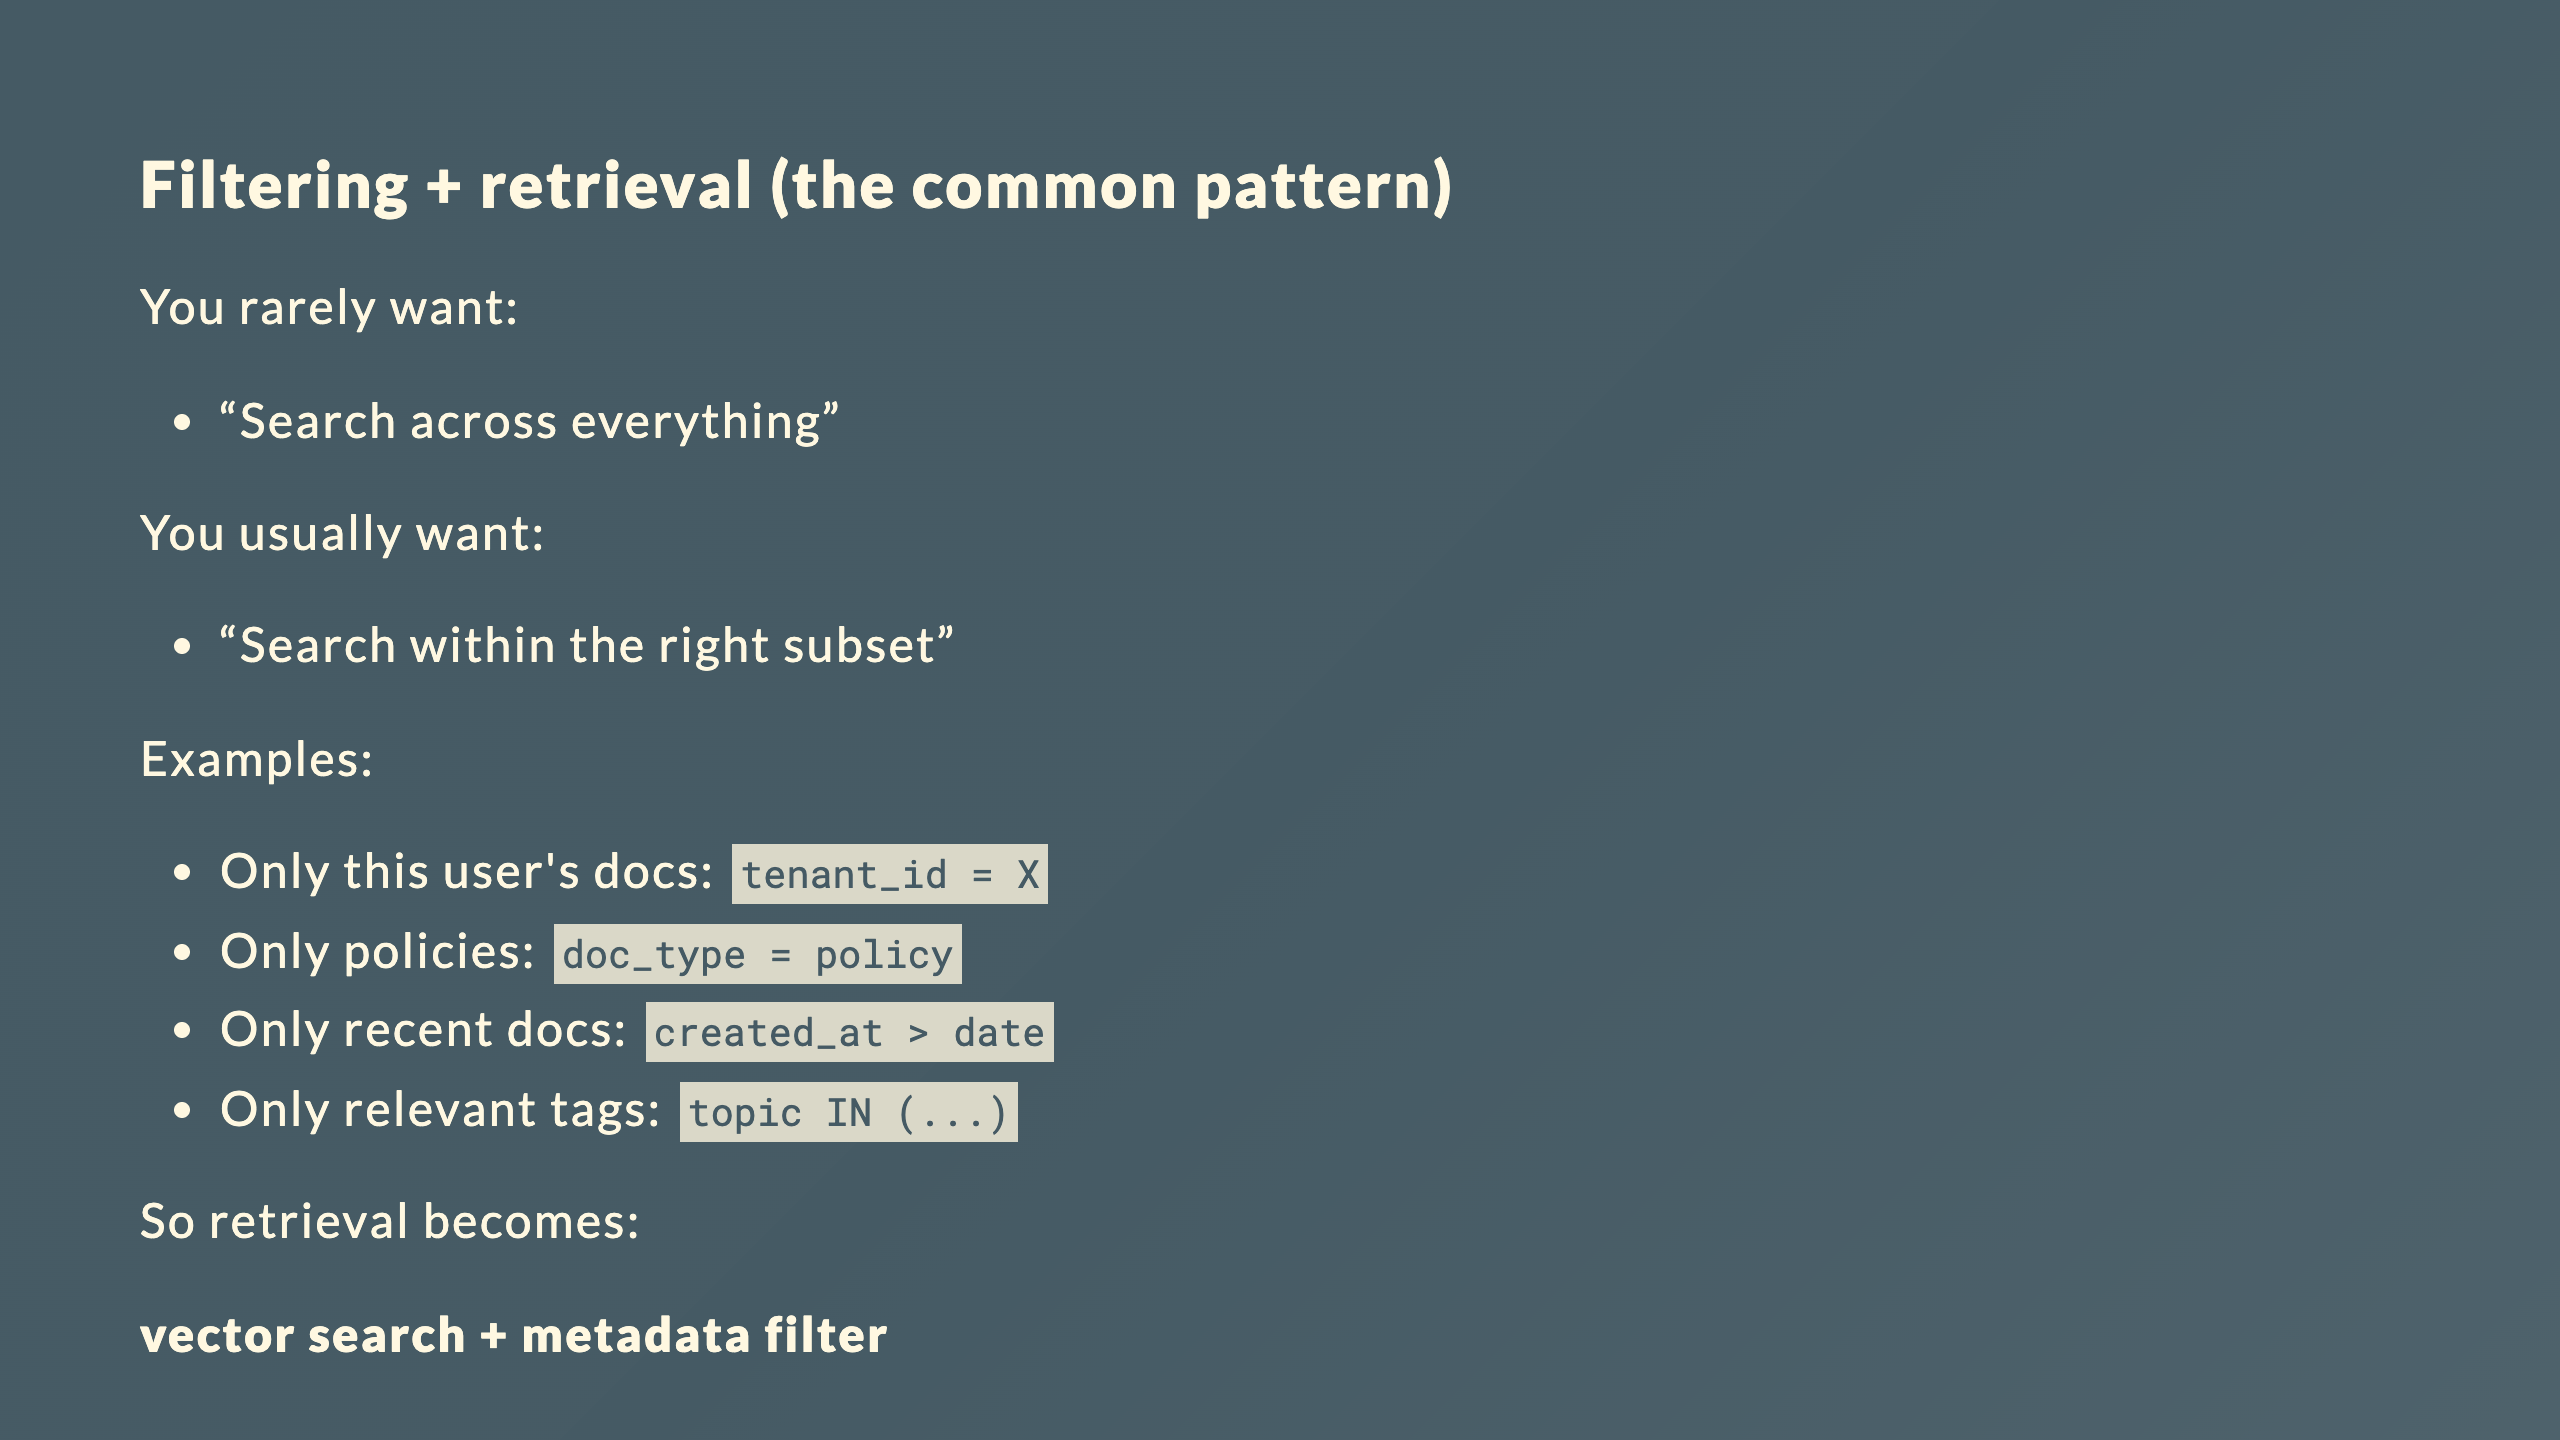 Filtering + retrieval (the common pattern)
You rarely want:
• “Search across everything”
You usually want:
• “Search within the right subset”
Examples:
• Only this user's docs: tenant_id = X
• Only policies: doc_type = policy
• Only recent docs: created_at > date
• Only relevant tags: topic IN (...)
So retrieval becomes:
vector search + metadata filter